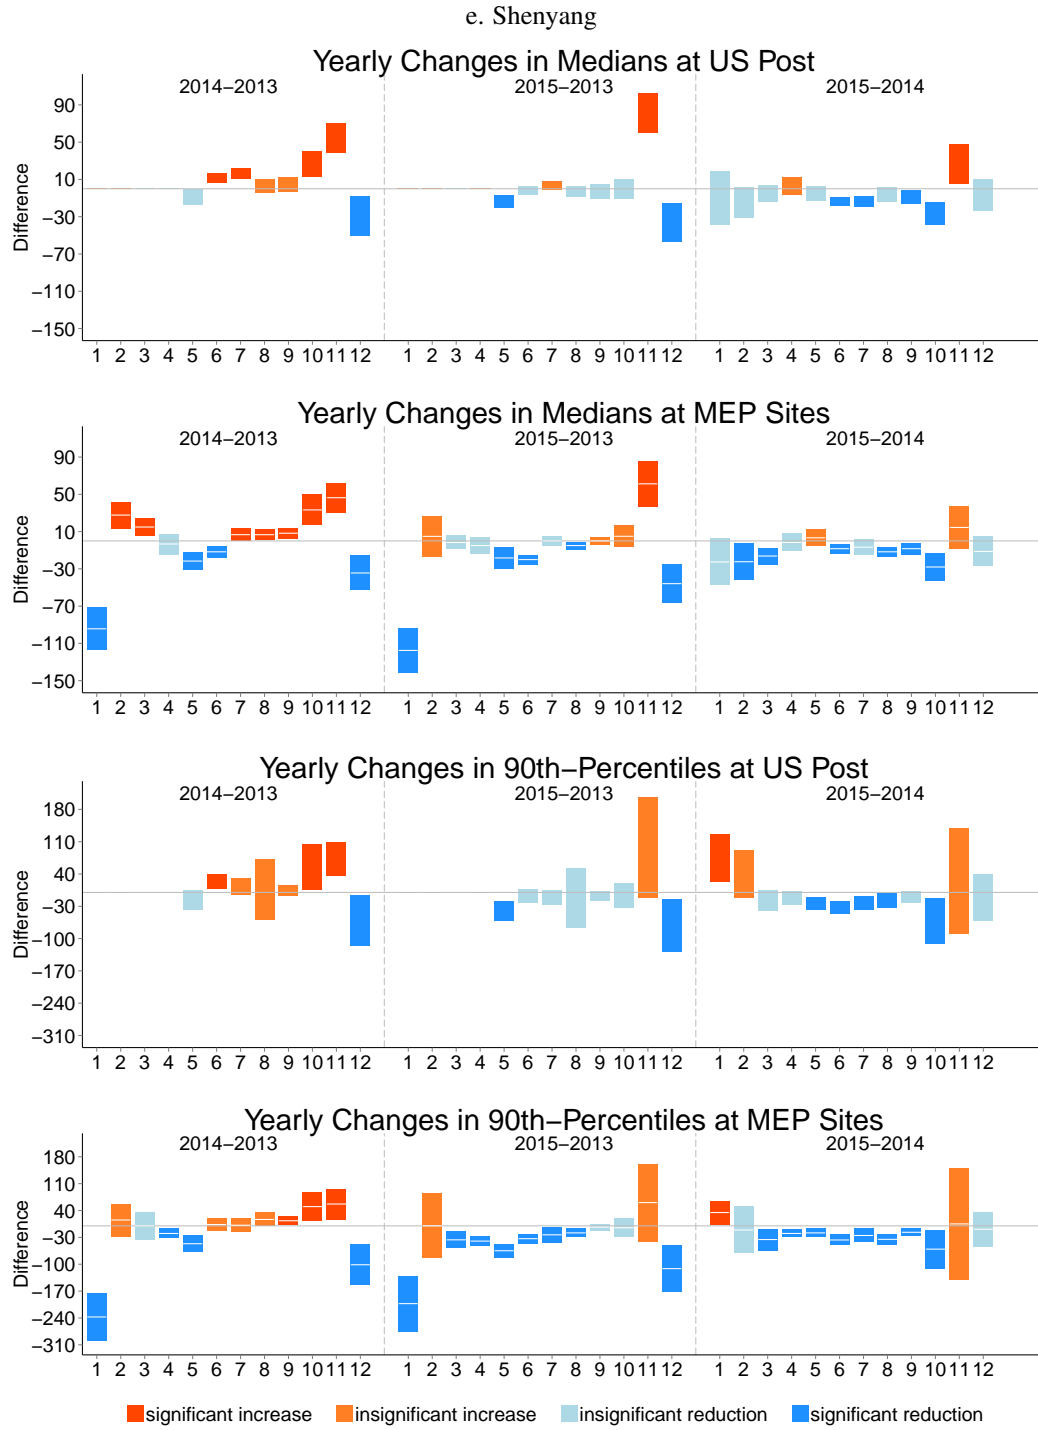 e. Shenyang
Yearly Changes in Medians at US Post
2014−2013 2015−2013 2015−2014
Difference
90
50
10
−30
−70
−110
−150
1 2 3 4 5 6 7 8 9 10 11 12 1 2 3 4 5 6 7 8 9 10 11 12 1 2 3 4 5 6 7 8 9 10 11 12
Yearly Changes in Medians at MEP Sites
2014−2013 2015−2013 2015−2014
Difference
90
50
10
−30
−70
−110
−150
1 2 3 4 5 6 7 8 9 10 11 12 1 2 3 4 5 6 7 8 9 10 11 12 1 2 3 4 5 6 7 8 9 10 11 12
Yearly Changes in 90th−Percentiles at US Post
2014−2013 2015−2013 2015−2014
Difference
180
110
40
−30
−100
−170
−240
−310
1 2 3 4 5 6 7 8 9 10 11 12 1 2 3 4 5 6 7 8 9 10 11 12 1 2 3 4 5 6 7 8 9 10 11 12
Yearly Changes in 90th−Percentiles at MEP Sites
2014−2013 2015−2013 2015−2014
Difference
180
110
40
−30
−100
−170
−240
−310
1 2 3 4 5 6 7 8 9 10 11 12 1 2 3 4 5 6 7 8 9 10 11 12 1 2 3 4 5 6 7 8 9 10 11 12
significant increase insignificant increase insignificant reduction significant reduction